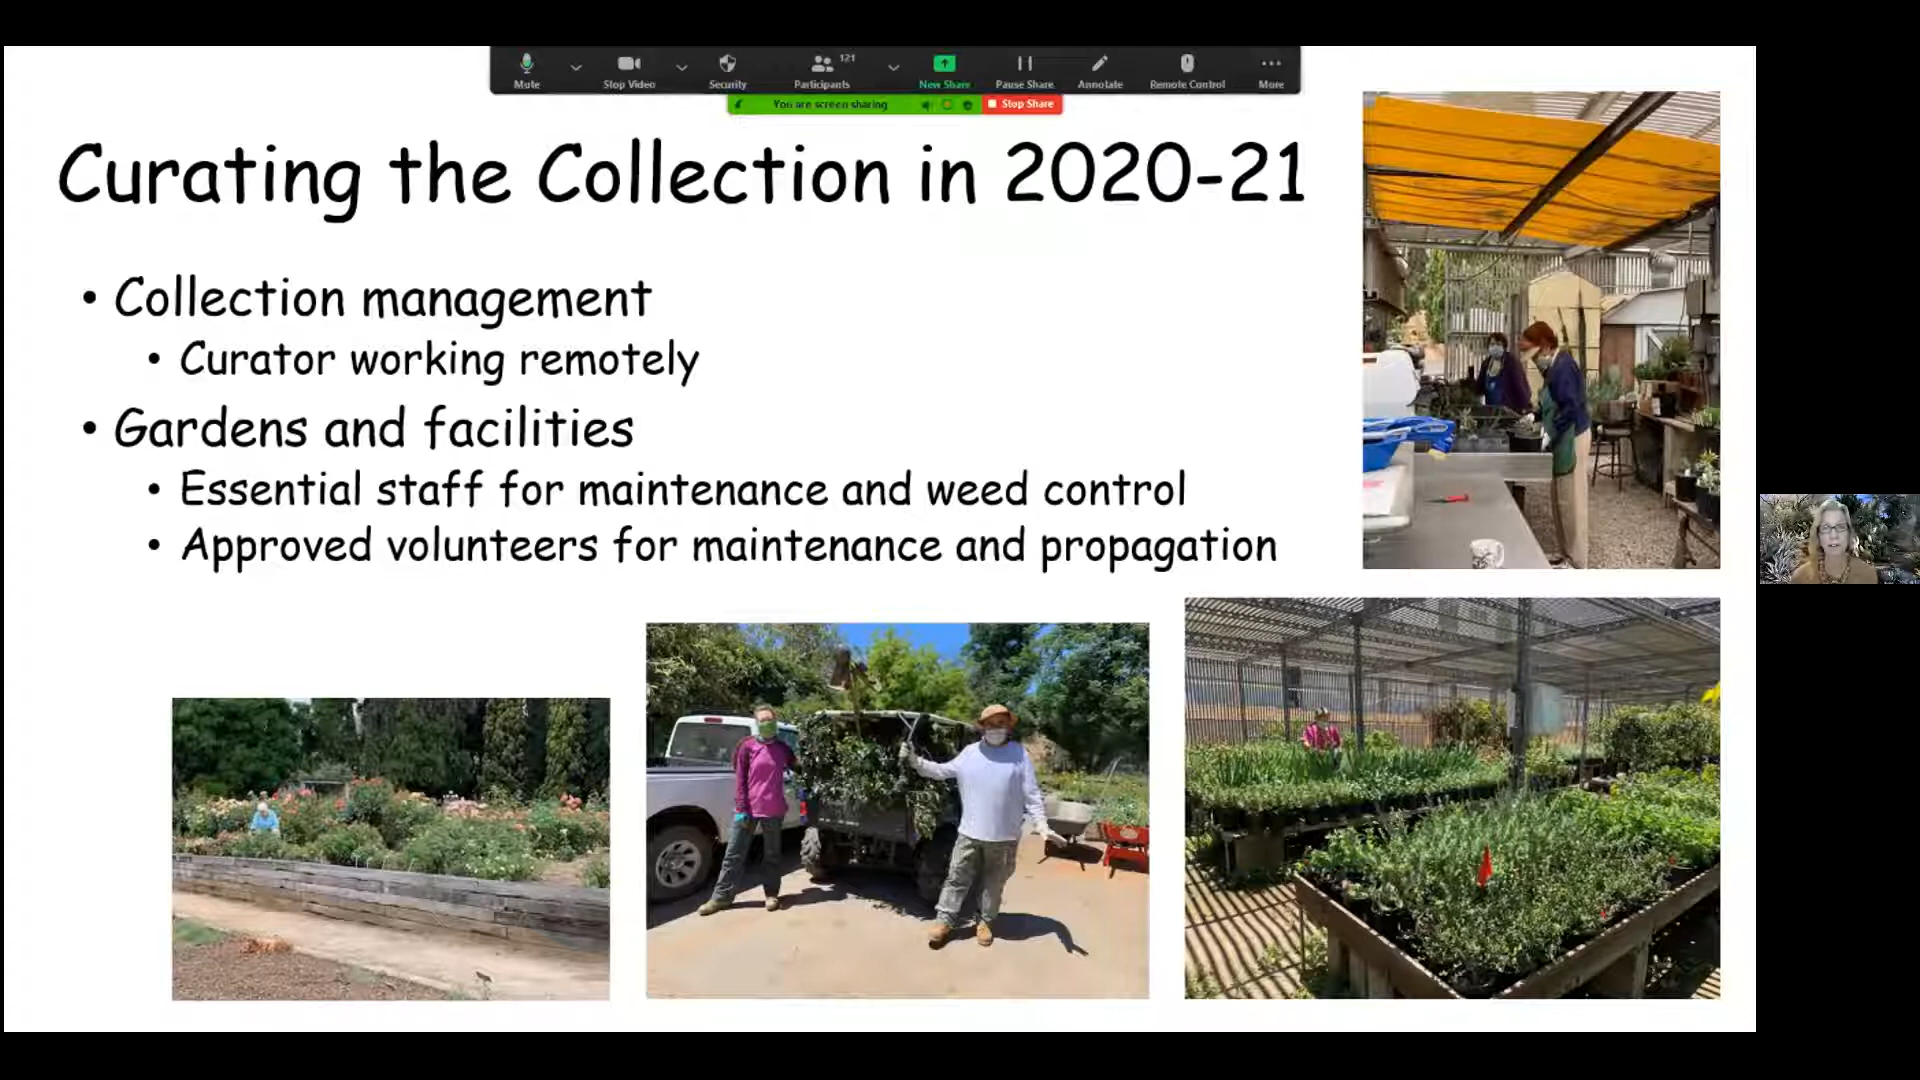 Mute
Stop Video
Security
Participants
121
New Share
Pause Share
Annotate
Remote Control
More
You are screen sharing
Stop Share
Curating the Collection in 2020-21
• Collection management
• Curator working remotely
• Gardens and facilities
• Essential staff for maintenance and weed control
• Approved volunteers for maintenance and propagation